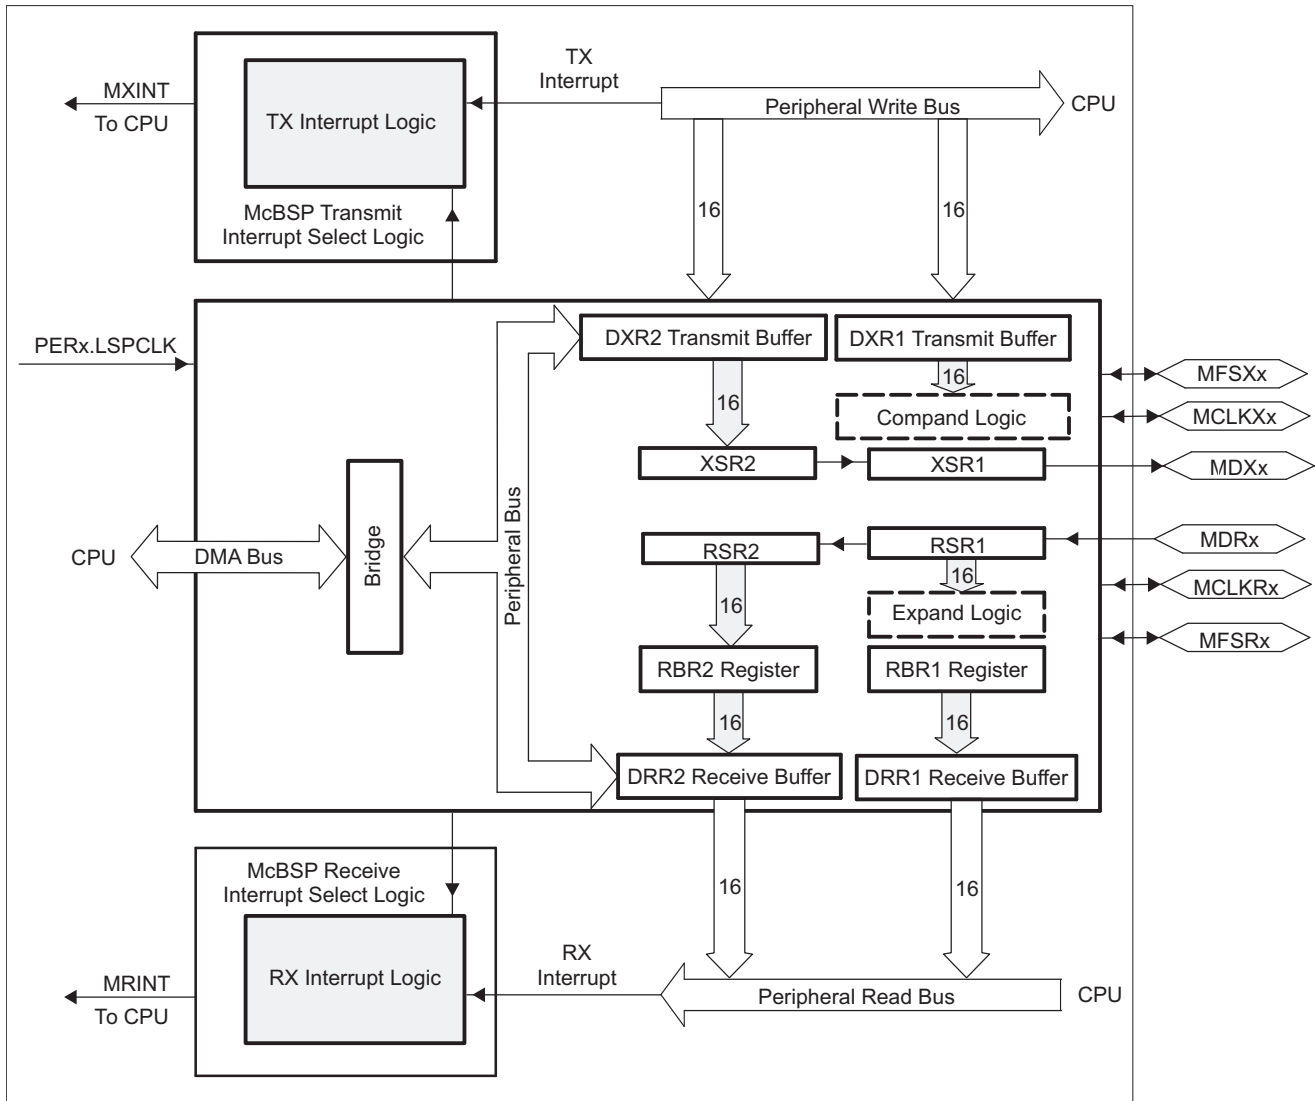 TX
Interrupt
MXINT
To CPU
TX Interrupt Logic
Peripheral Write Bus
CPU
McBSP Transmit
Interrupt Select Logic
16
16
PERx.LSPCLK
DXR2 Transmit Buffer
DXR1 Transmit Buffer
MFSXx
16
16
Compand Logic
MCLKXx
XSR2
XSR1
MDXx
CPU
DMA Bus
Bridge
Peripheral Bus
RSR2
RSR1
MDRx
16
16
Expand Logic
MCLKRx
MFSRx
RBR2 Register
RBR1 Register
16
16
DRR2 Receive Buffer
DRR1 Receive Buffer
McBSP Receive
Interrupt Select Logic
16
16
RX Interrupt Logic
RX
Interrupt
MRINT
To CPU
Peripheral Read Bus
CPU